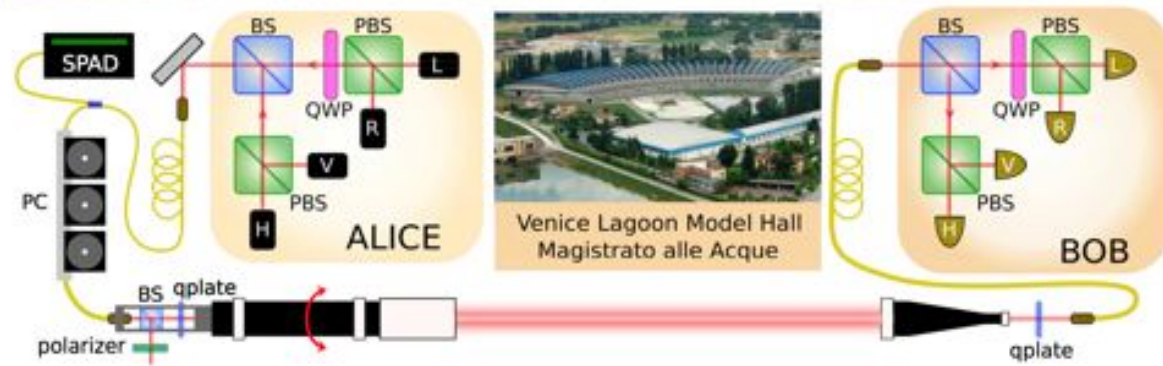 BS
PBS
SPAD
L
QWP
R
PC
V
PBS
H
ALICE
Venice Lagoon Model Hall
Magistrato alle Acque
BS
PBS
L
QWP
R
V
PBS
H
BOB
BS
qplate
polarizer
qplate